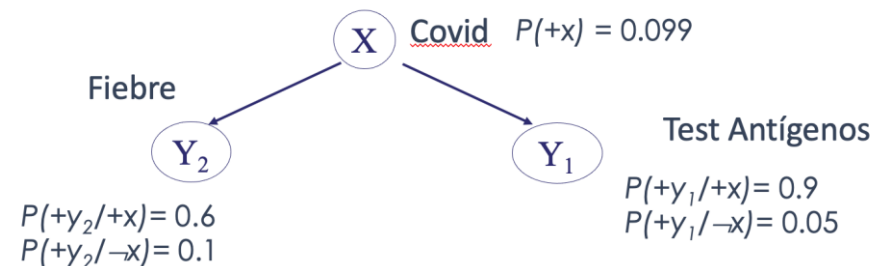 X Covid P(+x) = 0.099
Fiebre
Test Antígenos
Y₂
Y₁
P(+y₂/+x)= 0.6
P(+y₂/¬x)= 0.1
P(+y₁/+x)= 0.9
P(+y₁/¬x)= 0.05